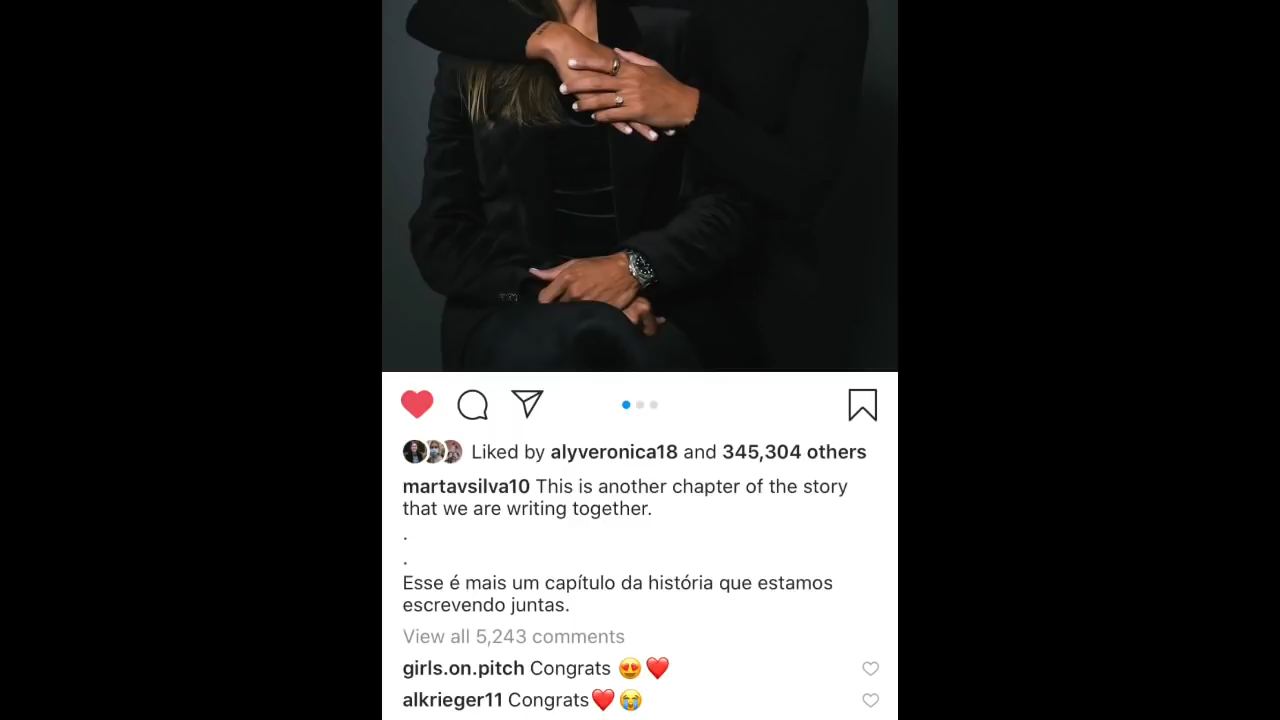 Liked by alyveronica18 and 345,304 others
martavsilva10 This is another chapter of the story
that we are writing together.
.
.
Esse é mais um capítulo da história que estamos
escrevendo juntas.
View all 5,243 comments
girls.on.pitch Congrats 😍❤️
alkrieger11 Congrats❤️😭